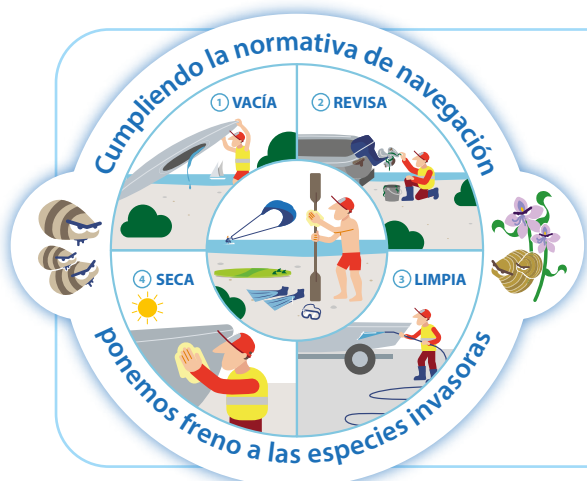 Cumpliendo la normativa de navegación
① VACÍA
② REVISA
④ SECA
③ LIMPIA
ponemos freno a las especies invasoras